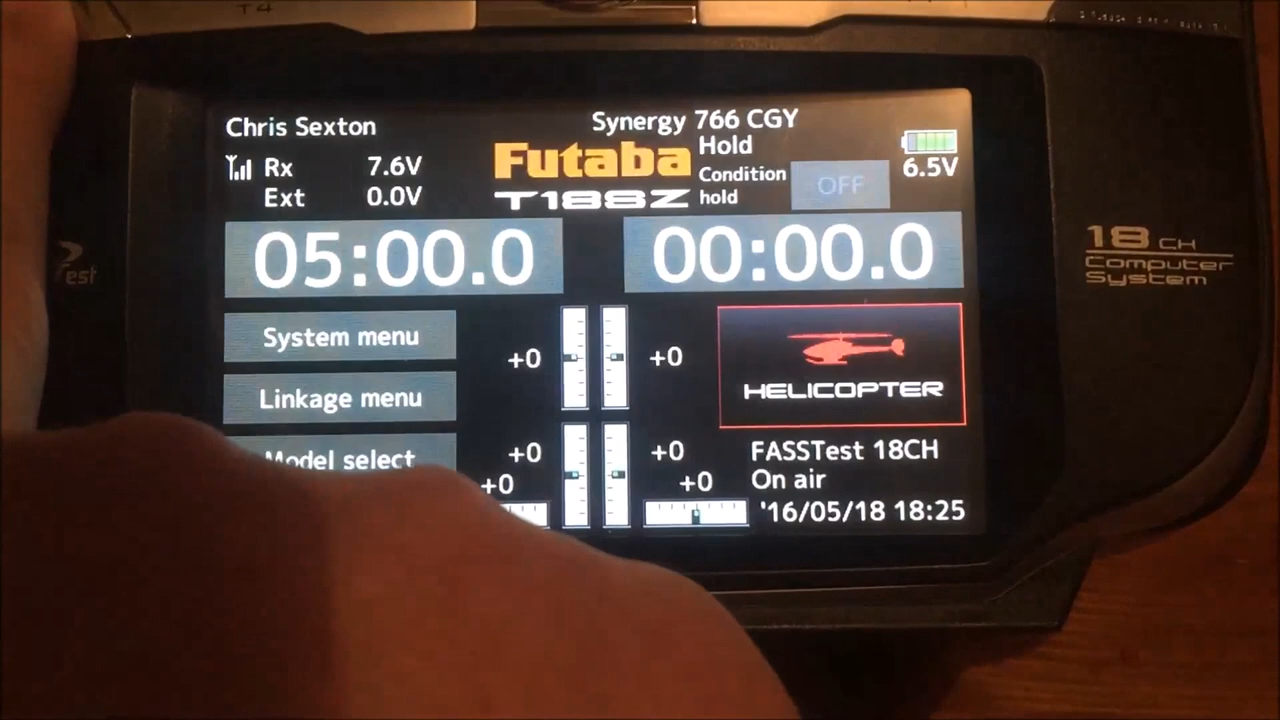 T4
Chris Sexton
Synergy 766 CGY
Hold
Rx 7.6V
Ext 0.0V
Futaba
T18SZ
Condition
hold
OFF
6.5V
05:00.0
00:00.0
18 CH
Computer
System
est
System menu
+0
+0
HELICOPTER
Linkage menu
Model select
+0
+0
FASSTest 18CH
+0
+0
On air
'16/05/18 18:25